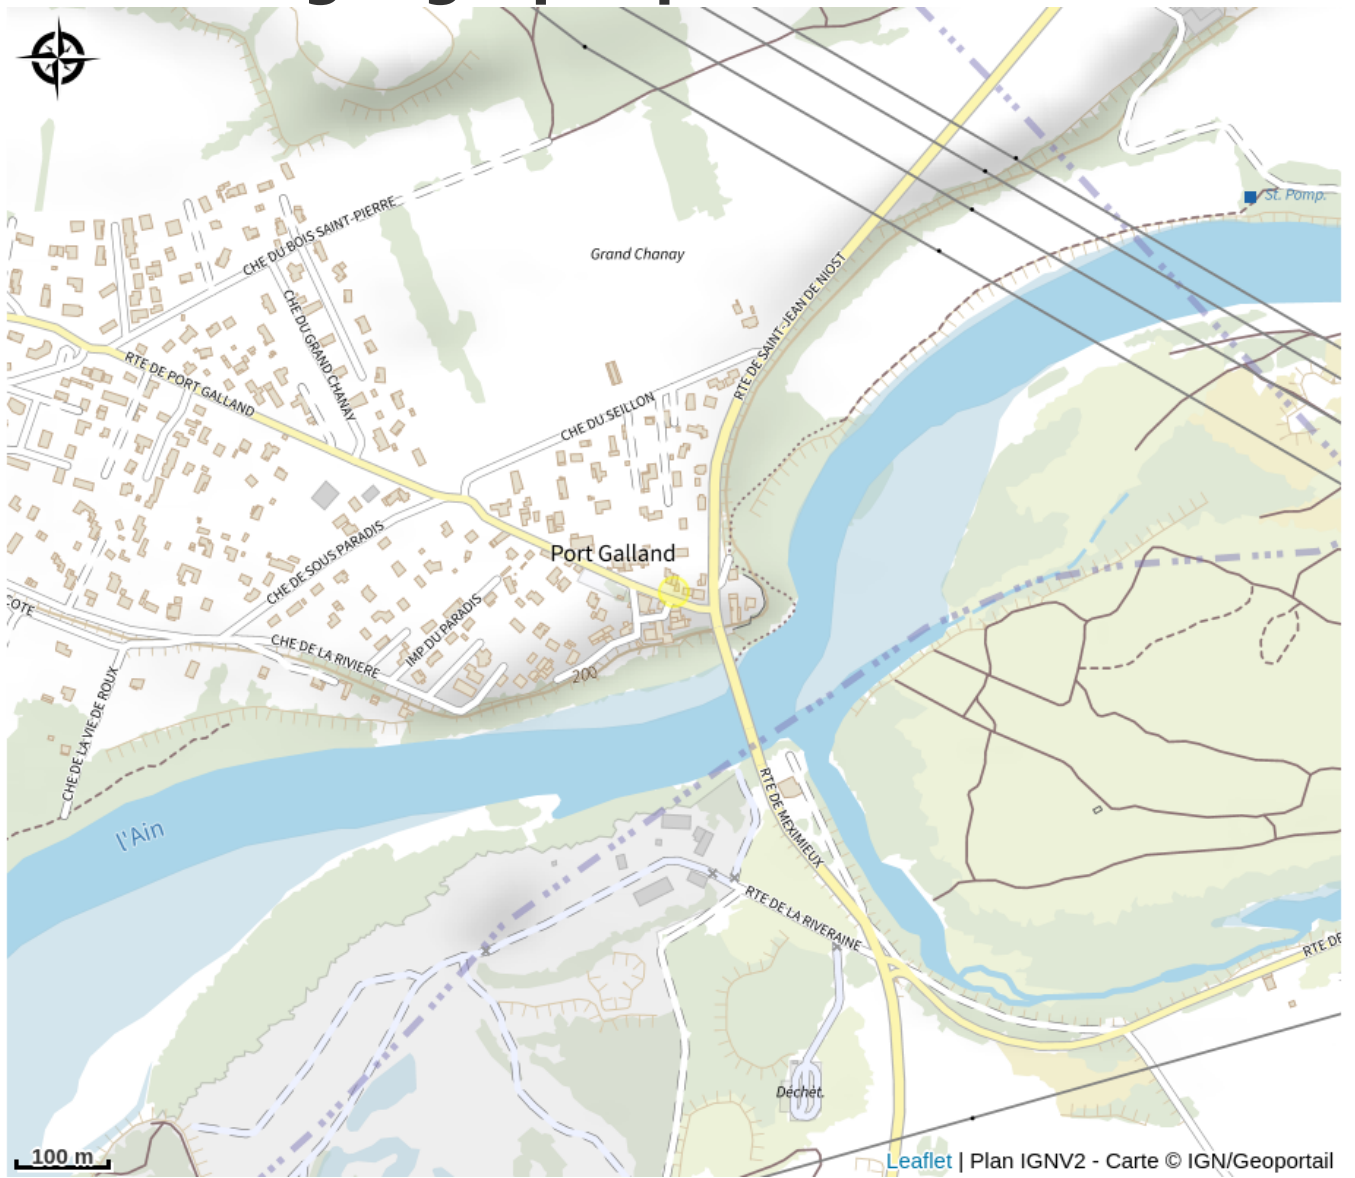 St. Pomp.
CHE DU BOIS SAINT-PIERRE
Grand Chanay
RTE DE SAINT-JEAN DE NIOST
CHE DU GRAND CHANAY
RTE DE PORT GALLAND
CHE DU SEILLON
CHE DE SOUS PARADIS
Port Galland
COTE
IMP DU PARADIS
CHE DE LA RIVIERE
200
CHE DE LA VIE DE ROUX
l'Ain
RTE DE MEXIMIEUX
RTE DE LA RIVERAINE
RTE DE
Déchèt.
100 m
Leaflet | Plan IGNV2 - Carte © IGN/Geoportail